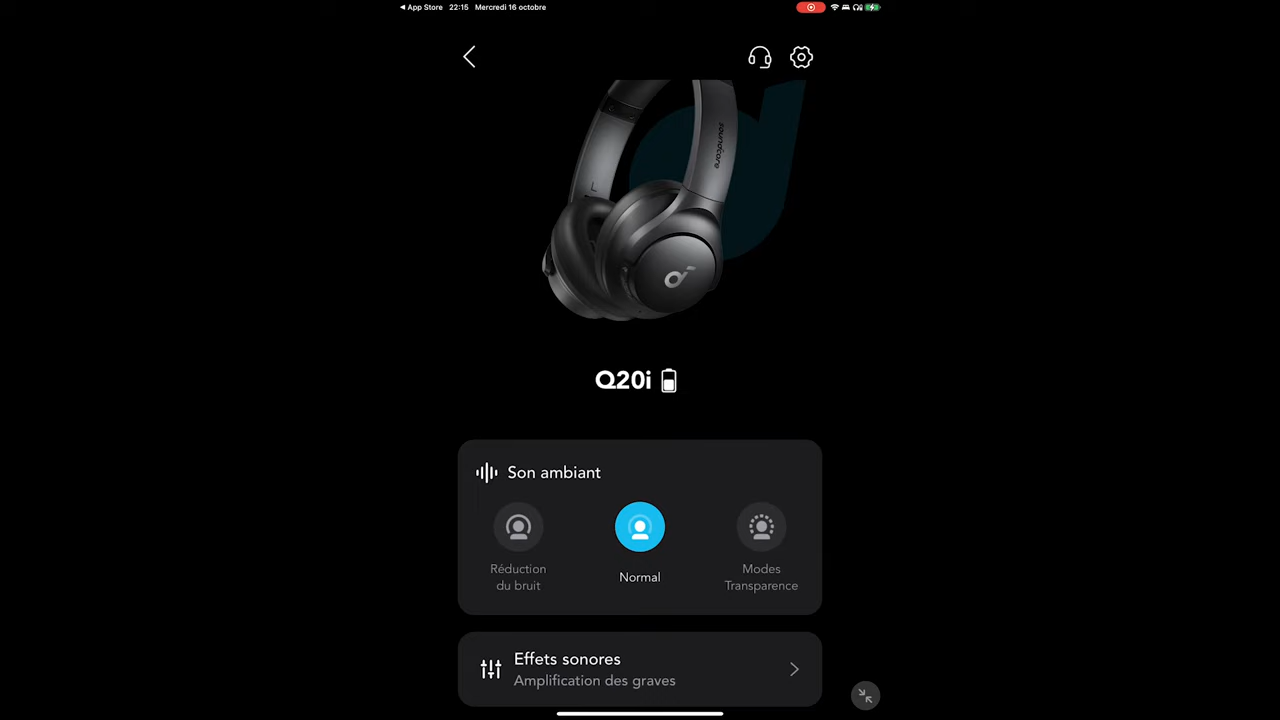 ◀ App Store 22:15 Mercredi 16 octobre
soundcore
L
Q20i
Son ambiant
Réduction
du bruit
Normal
Modes
Transparence
Effets sonores
Amplification des graves